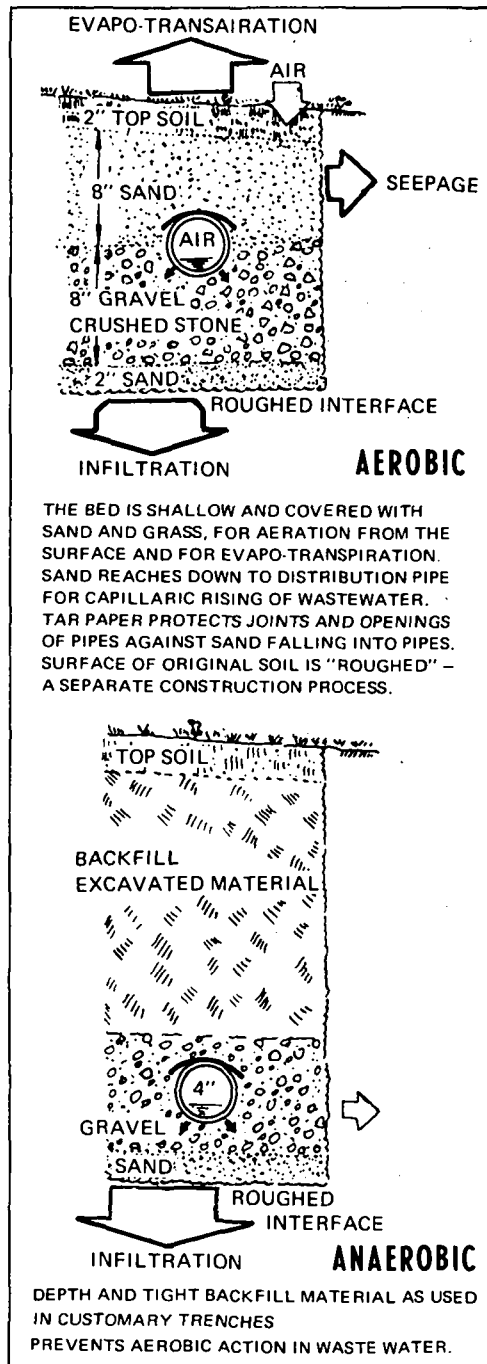 EVAPO-TRANSAIRATION
AIR
2" TOP SOIL
8" SAND
SEEPAGE
AIR
8" GRAVEL
CRUSHED STONE
2" SAND
ROUGHED INTERFACE
INFILTRATION
AEROBIC
THE BED IS SHALLOW AND COVERED WITH
SAND AND GRASS, FOR AERATION FROM THE
SURFACE AND FOR EVAPO-TRANSPIRATION.
SAND REACHES DOWN TO DISTRIBUTION PIPE
FOR CAPILLARIC RISING OF WASTEWATER.
TAR PAPER PROTECTS JOINTS AND OPENINGS
OF PIPES AGAINST SAND FALLING INTO PIPES.
SURFACE OF ORIGINAL SOIL IS "ROUGHED" –
A SEPARATE CONSTRUCTION PROCESS.
TOP SOIL
BACKFILL
EXCAVATED MATERIAL
4"
GRAVEL
SAND
ROUGHED
INTERFACE
INFILTRATION
ANAEROBIC
DEPTH AND TIGHT BACKFILL MATERIAL AS USED
IN CUSTOMARY TRENCHES
PREVENTS AEROBIC ACTION IN WASTE WATER.